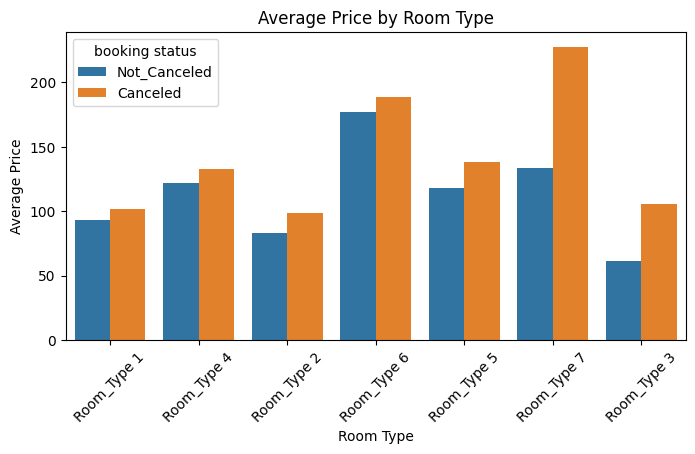 Average Price by Room Type
booking status
Not_Canceled
Canceled
Average Price
200
150
100
50
0
Room_Type 1
Room_Type 4
Room_Type 2
Room_Type 6
Room_Type 5
Room_Type 7
Room_Type 3
Room Type